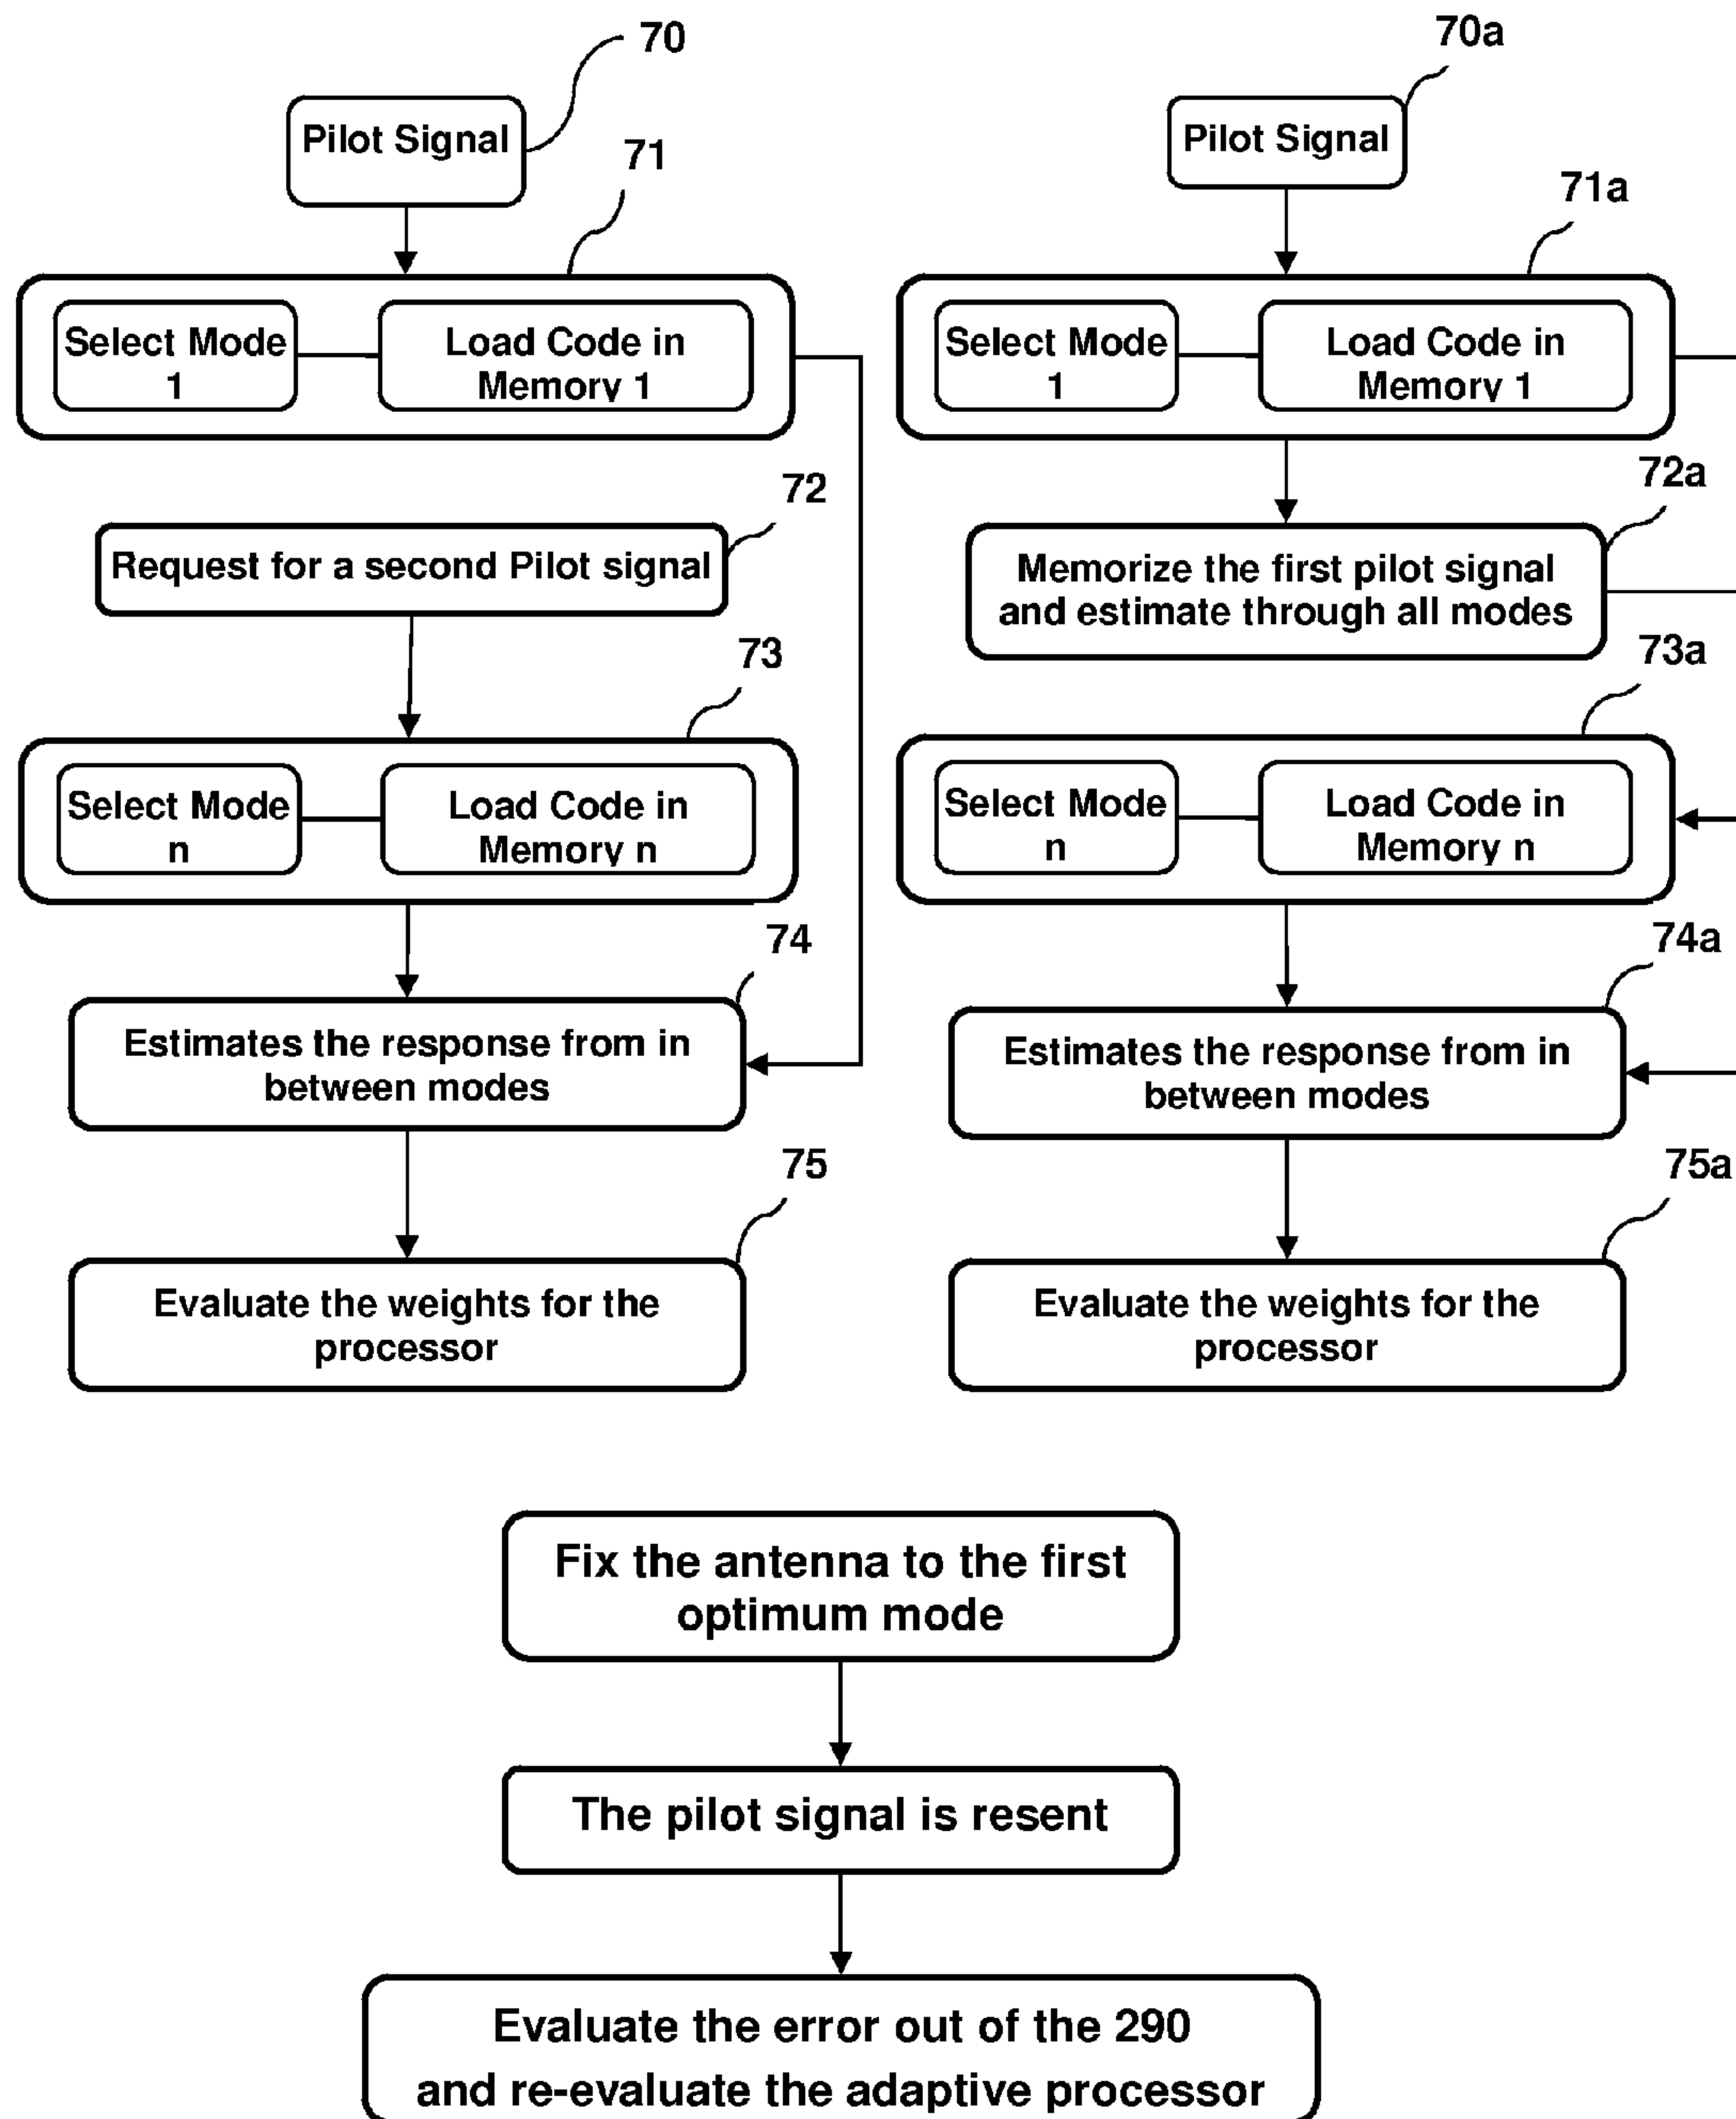 70
Pilot Signal
71
Select Mode
1
Load Code in
Memory 1
72
Request for a second Pilot signal
73
Select Mode
n
Load Code in
Memory n
74
Estimates the response from in
between modes
75
Evaluate the weights for the
processor
70a
Pilot Signal
71a
Select Mode
1
Load Code in
Memory 1
72a
Memorize the first pilot signal
and estimate through all modes
73a
Select Mode
n
Load Code in
Memory n
74a
Estimates the response from in
between modes
75a
Evaluate the weights for the
processor
Fix the antenna to the first
optimum mode
The pilot signal is resent
Evaluate the error out of the 290
and re-evaluate the adaptive processor